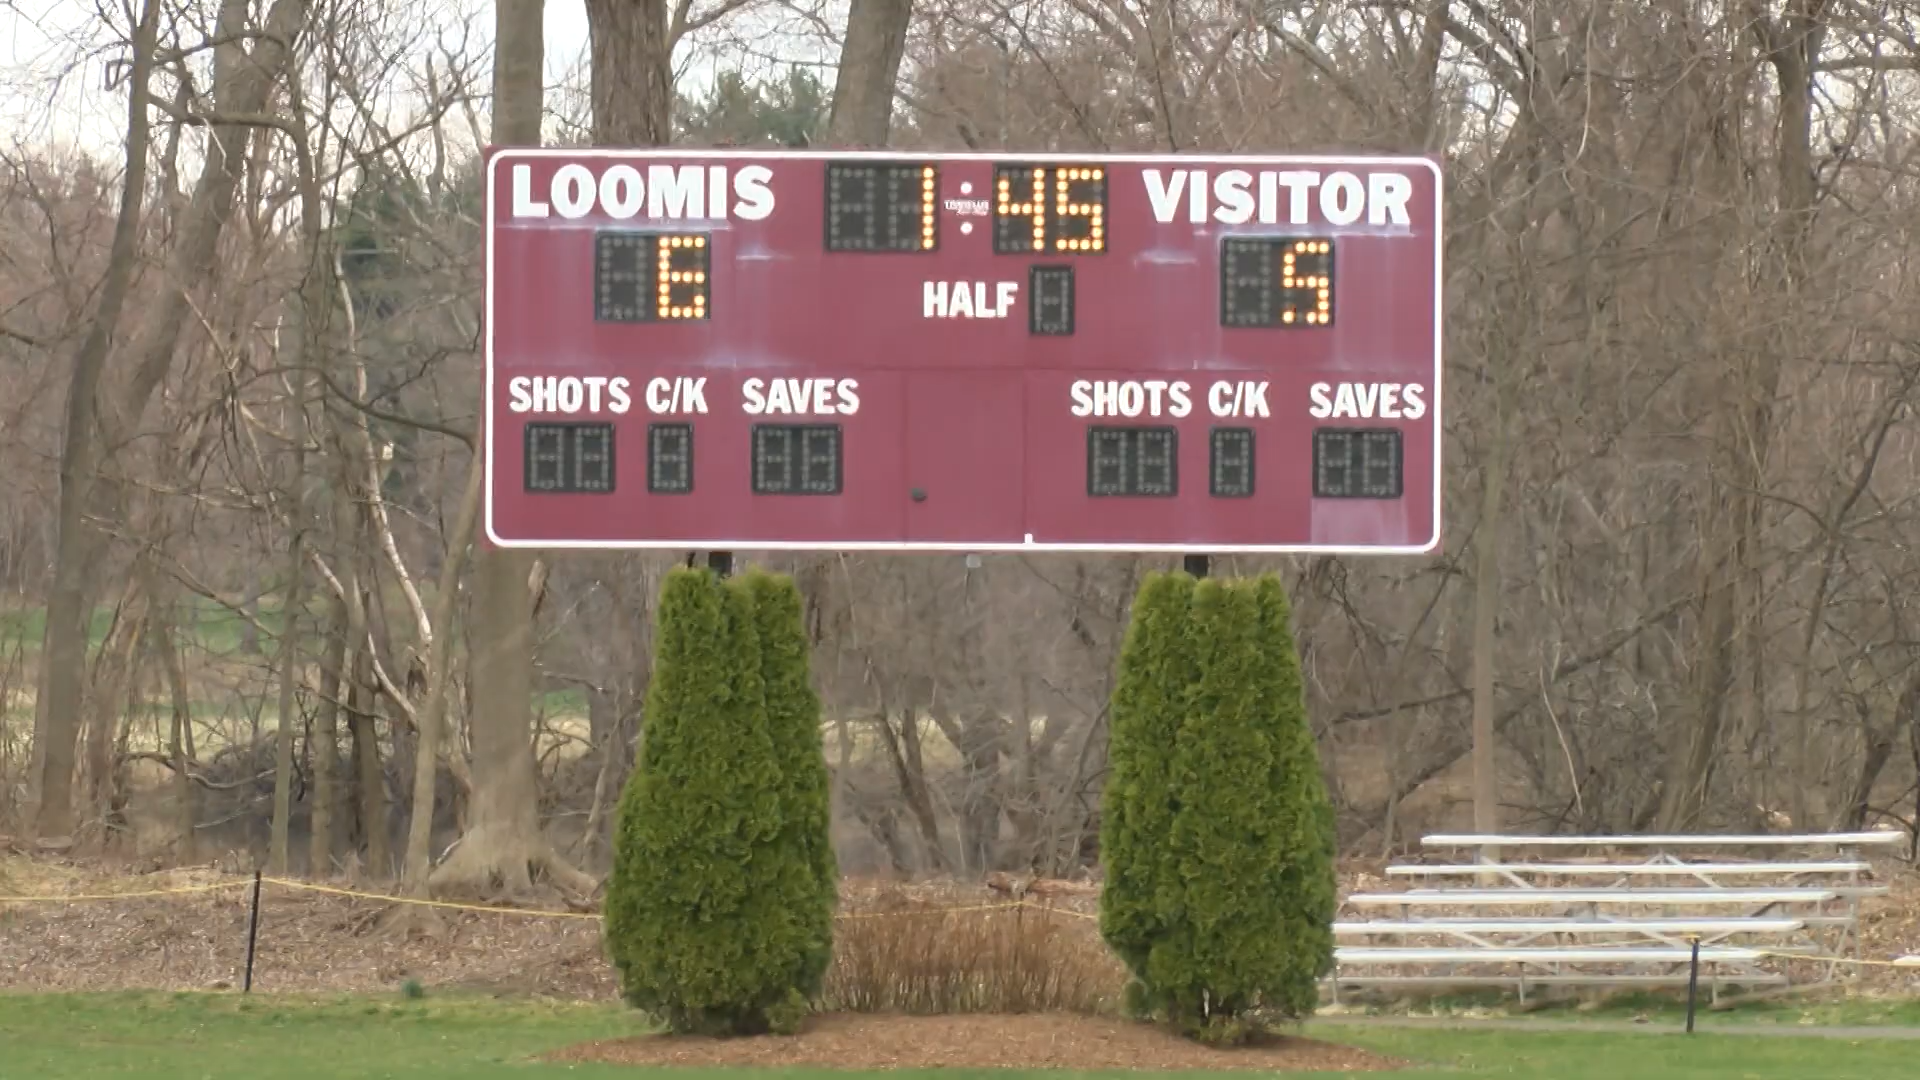 LOOMIS 1:45 VISITOR
6 HALF 5
SHOTS C/K SAVES SHOTS C/K SAVES